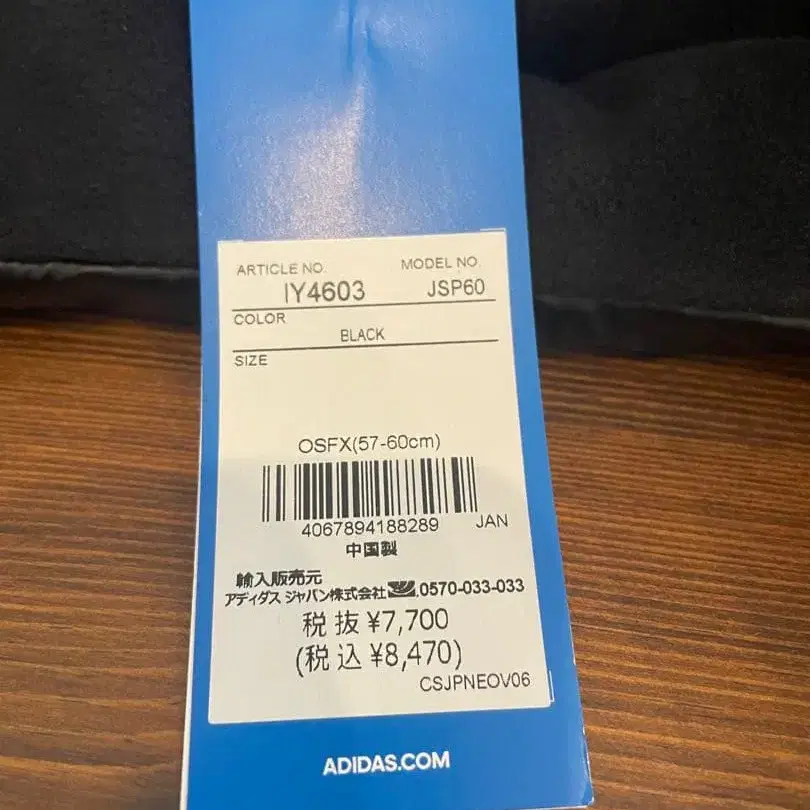 ARTICLE NO. MODEL NO.
IY4603 JSP60
COLOR
BLACK
SIZE
OSFX(57-60cm)
4067894188289 JAN
中国製
輸入販売元
アディダス ジャパン株式会社 0570-033-033
税抜 ¥7,700
(税込 ¥8,470)
CSJPNEOV06
ADIDAS.COM